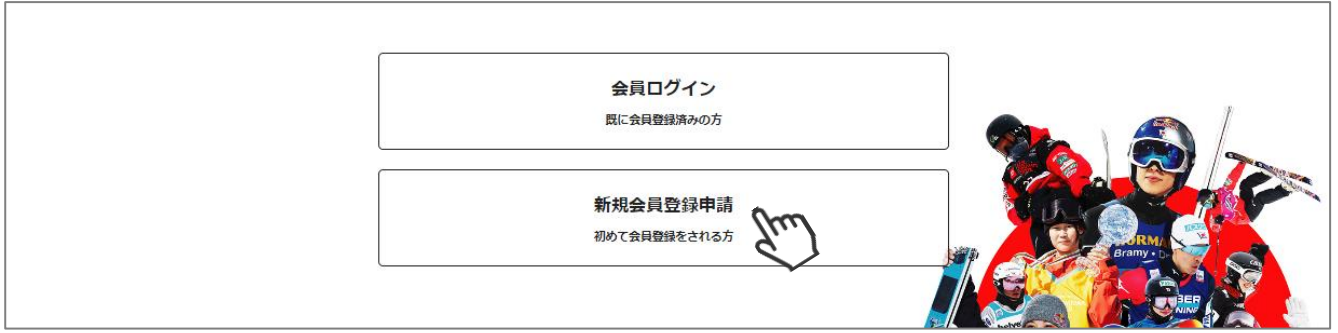 会員ログイン
既に会員登録済みの方
新規会員登録申請
初めて会員登録をされる方
Bramy